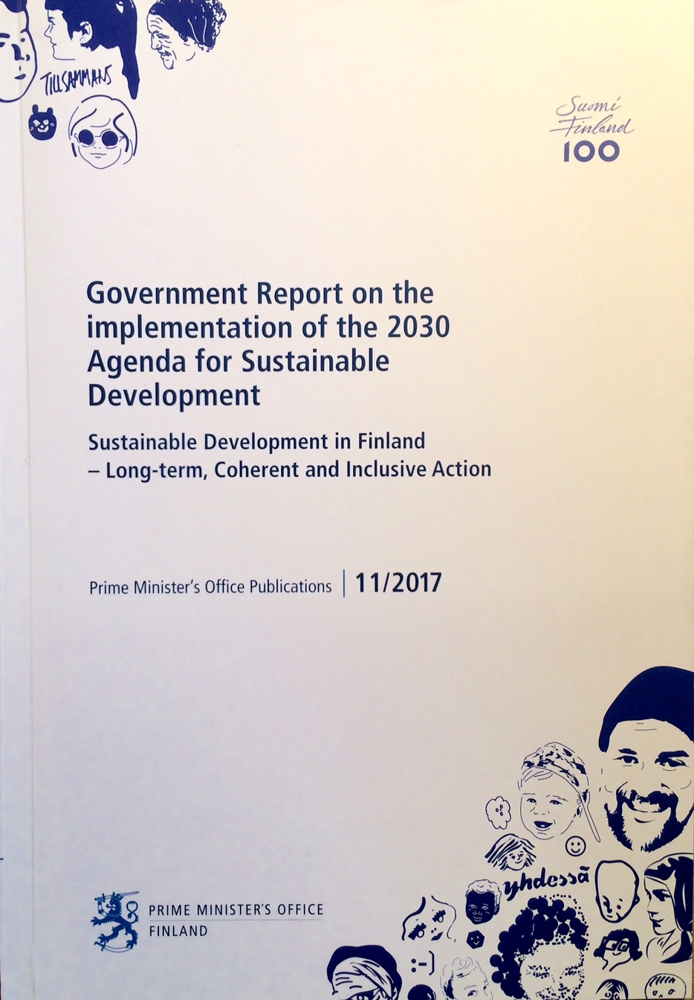 TILLSAMMANS
Suomi
Finland
100
Government Report on the
implementation of the 2030
Agenda for Sustainable
Development
Sustainable Development in Finland
– Long-term, Coherent and Inclusive Action
Prime Minister's Office Publications | 11/2017
yhdessä
:-)
PRIME MINISTER'S OFFICE
FINLAND